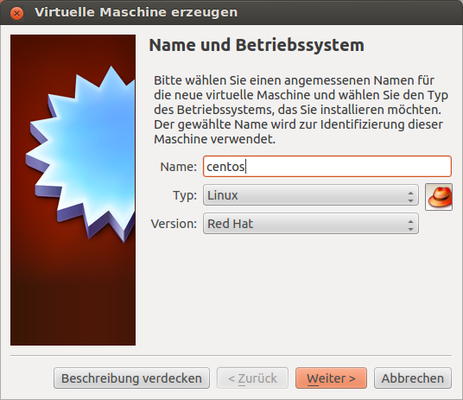 Virtuelle Maschine erzeugen
Name und Betriebssystem
Bitte wählen Sie einen angemessenen Namen für
die neue virtuelle Maschine und wählen Sie den Typ
des Betriebssystems, das Sie installieren möchten.
Der gewählte Name wird zur Identifizierung dieser
Maschine verwendet.
Name: centos
Typ: Linux
Version: Red Hat
Beschreibung verdecken < Zurück Weiter > Abbrechen